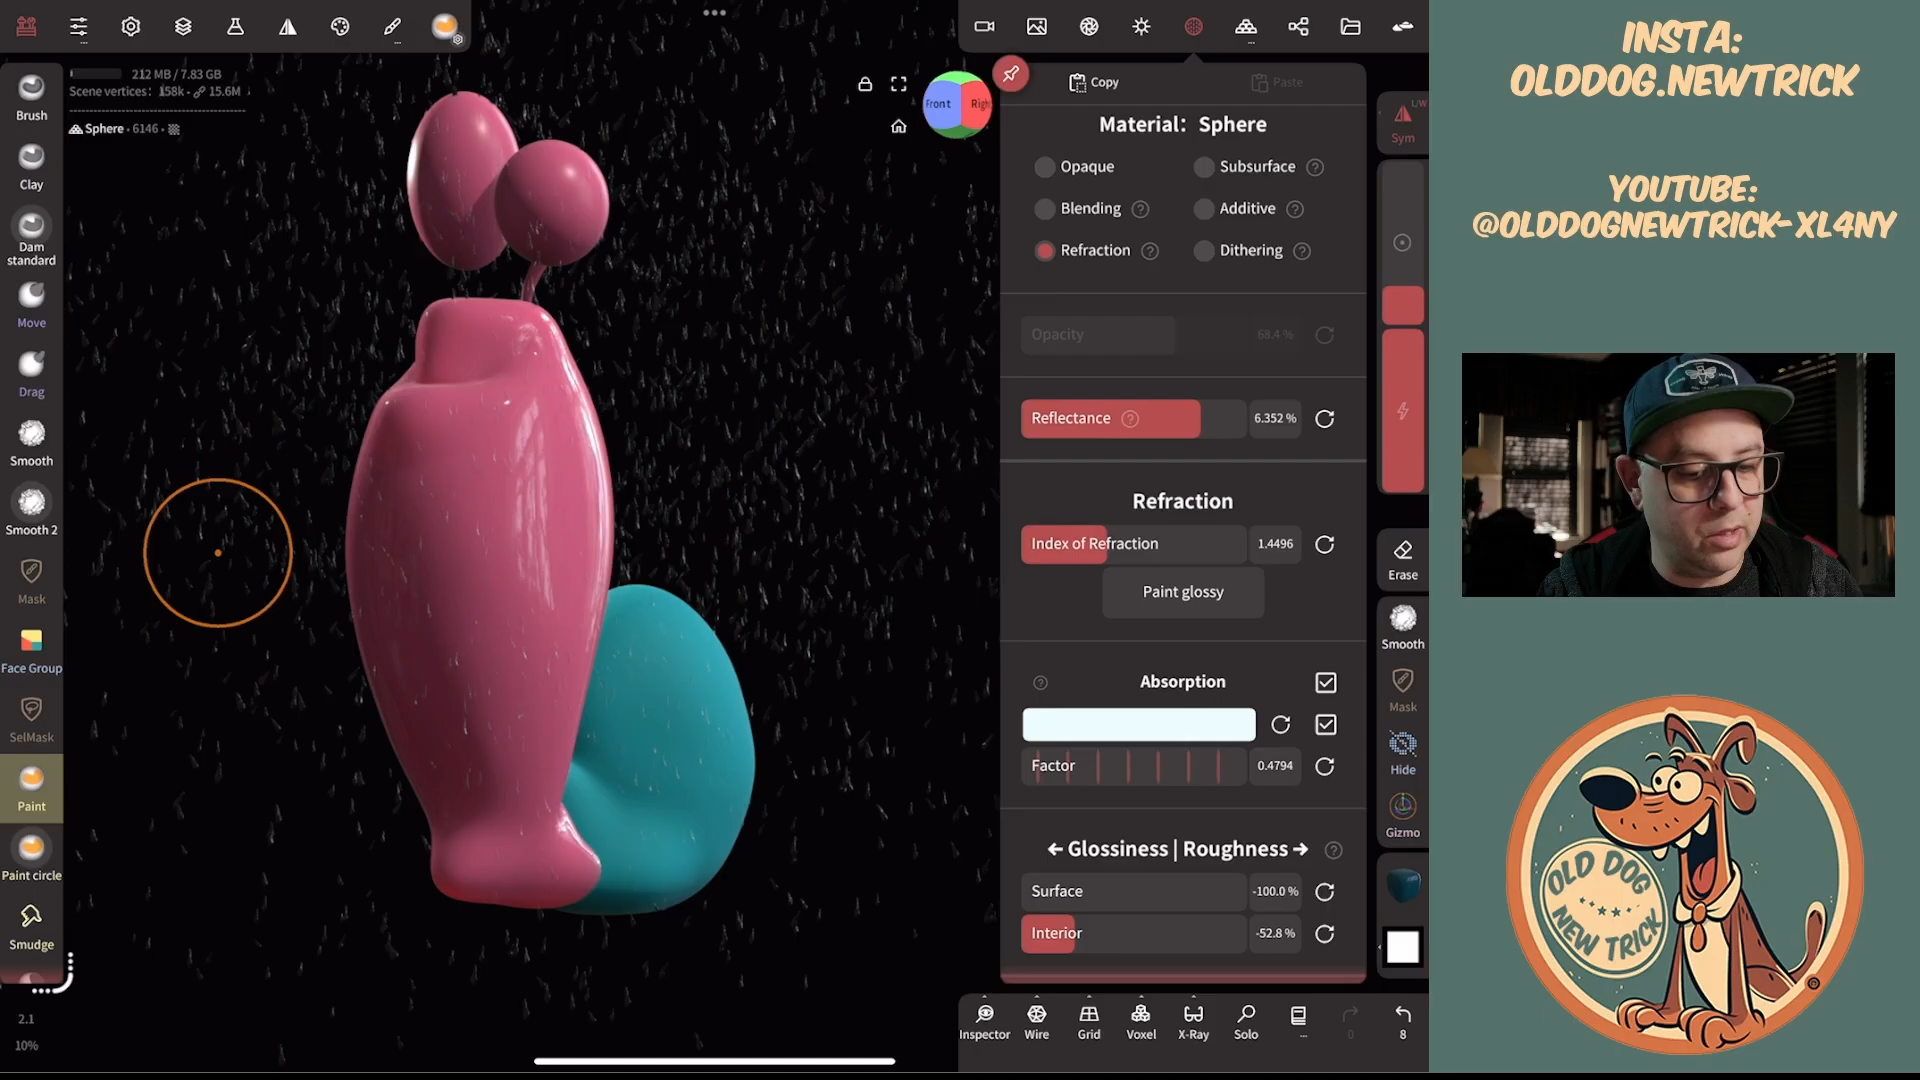 212 MB / 7.83 GB
Scene vertices: 158k • 15.6M
Sphere • 6146 •
Brush
Clay
Dam
standard
Move
Drag
Smooth
Smooth 2
Mask
Face Group
SelMask
Paint
Paint circle
Smudge
2.1
10%
Front
Right
Copy
Paste
Material: Sphere
Opaque
Subsurface ?
Blending ?
Additive ?
Refraction ?
Dithering ?
Opacity
68.4 %
Reflectance ?
6.352 %
Refraction
Index of Refraction
1.4496
Paint glossy
? Absorption
Factor
0.4794
← Glossiness | Roughness → ?
Surface
-100.0 %
Interior
-52.8 %
L/W
Sym
Erase
Smooth
Mask
Hide
Gizmo
Inspector
Wire
Grid
Voxel
X-Ray
Solo
...
0
8
INSTA:
OLDDOG.NEWTRICK
YOUTUBE:
@OLDDOGNEWTRICK-XL4NY
OLD DOG
NEW TRICK